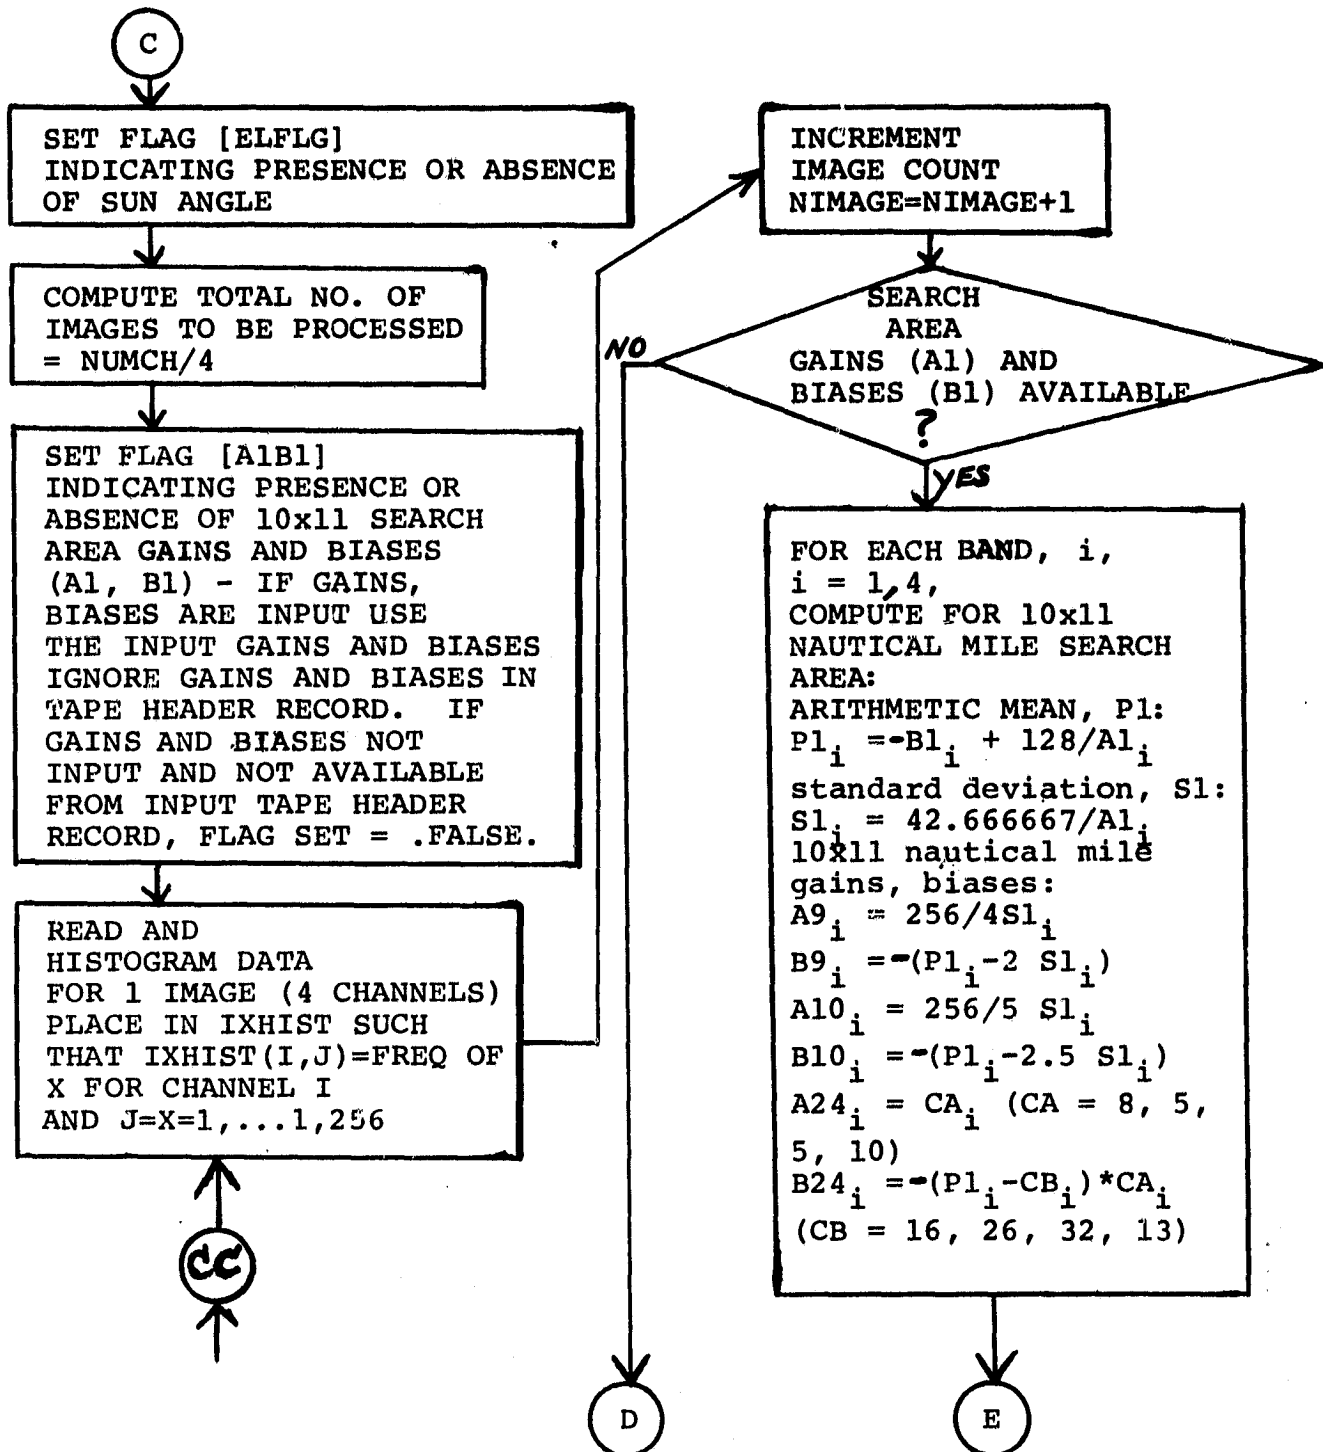 C
SET FLAG [ELFLG]
INDICATING PRESENCE OR ABSENCE
OF SUN ANGLE
COMPUTE TOTAL NO. OF
IMAGES TO BE PROCESSED
= NUMCH/4
SET FLAG [A1B1]
INDICATING PRESENCE OR
ABSENCE OF 10x11 SEARCH
AREA GAINS AND BIASES
(A1, B1) - IF GAINS,
BIASES ARE INPUT USE
THE INPUT GAINS AND BIASES
IGNORE GAINS AND BIASES IN
TAPE HEADER RECORD. IF
GAINS AND BIASES NOT
INPUT AND NOT AVAILABLE
FROM INPUT TAPE HEADER
RECORD, FLAG SET = .FALSE.
READ AND
HISTOGRAM DATA
FOR 1 IMAGE (4 CHANNELS)
PLACE IN IXHIST SUCH
THAT IXHIST(I,J)=FREQ OF
X FOR CHANNEL I
AND J=X=1,...1,256
CC
INCREMENT
IMAGE COUNT
NIMAGE=NIMAGE+1
SEARCH
AREA
GAINS (A1) AND
BIASES (B1) AVAILABLE
?
NO
YES
FOR EACH BAND, i,
i = 1,4,
COMPUTE FOR 10x11
NAUTICAL MILE SEARCH
AREA:
ARITHMETIC MEAN, P1:
P1i =-B1i + 128/A1i
standard deviation, S1:
S1i = 42.666667/A1i
10x11 nautical mile
gains, biases:
A9i = 256/4S1i
B9i =-(P1i-2 S1i)
A10i = 256/5 S1i
B10i =-(P1i-2.5 S1i)
A24i = CAi (CA = 8, 5,
5, 10)
B24i =-(P1i-CBi)*CAi
(CB = 16, 26, 32, 13)
D
E